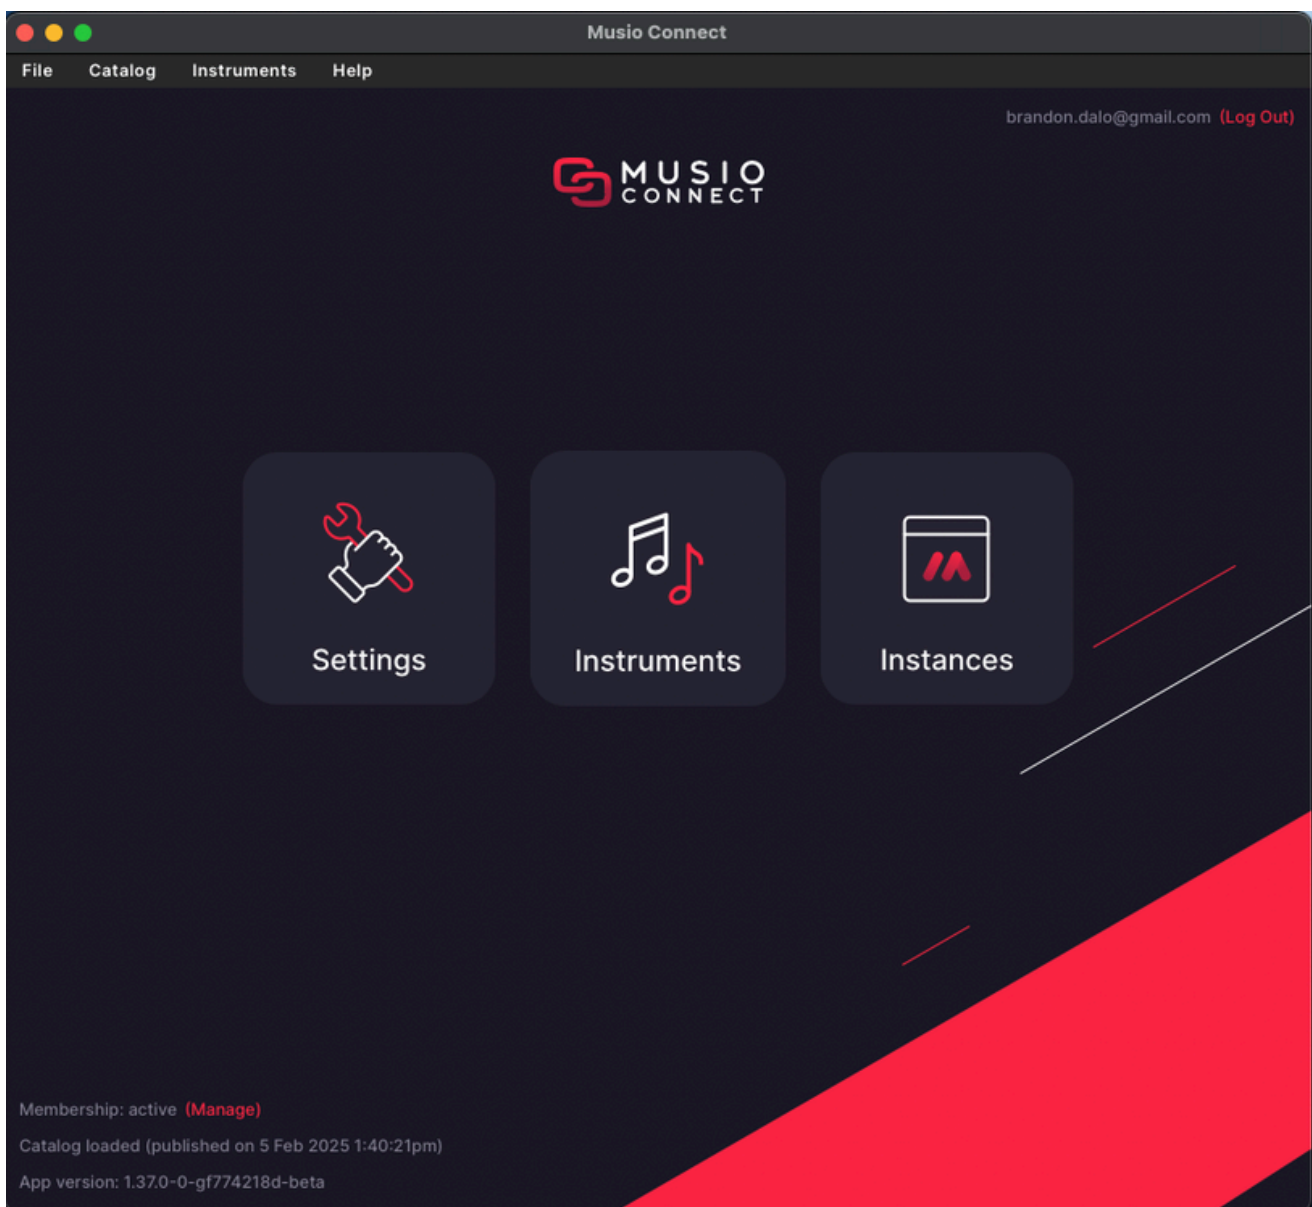 Musio Connect
File Catalog Instruments Help
brandon.dalo@gmail.com (Log Out)
MUSIO
CONNECT
Settings Instruments Instances
Membership: active (Manage)
Catalog loaded (published on 5 Feb 2025 1:40:21pm)
App version: 1.37.0-0-gf774218d-beta